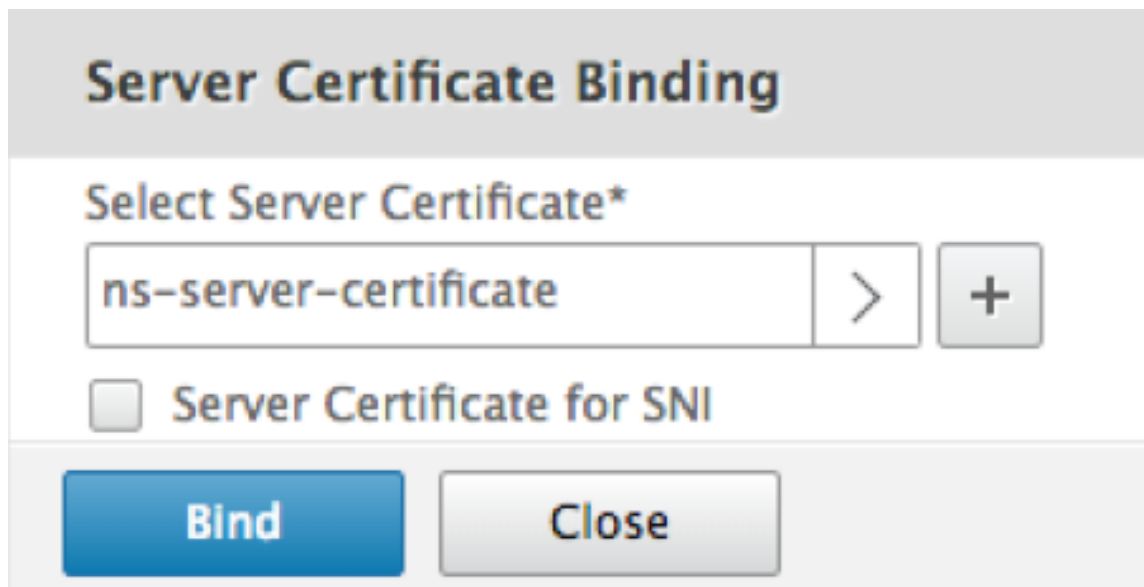 Server Certificate Binding
Select Server Certificate*
ns-server-certificate
Server Certificate for SNI
Bind Close